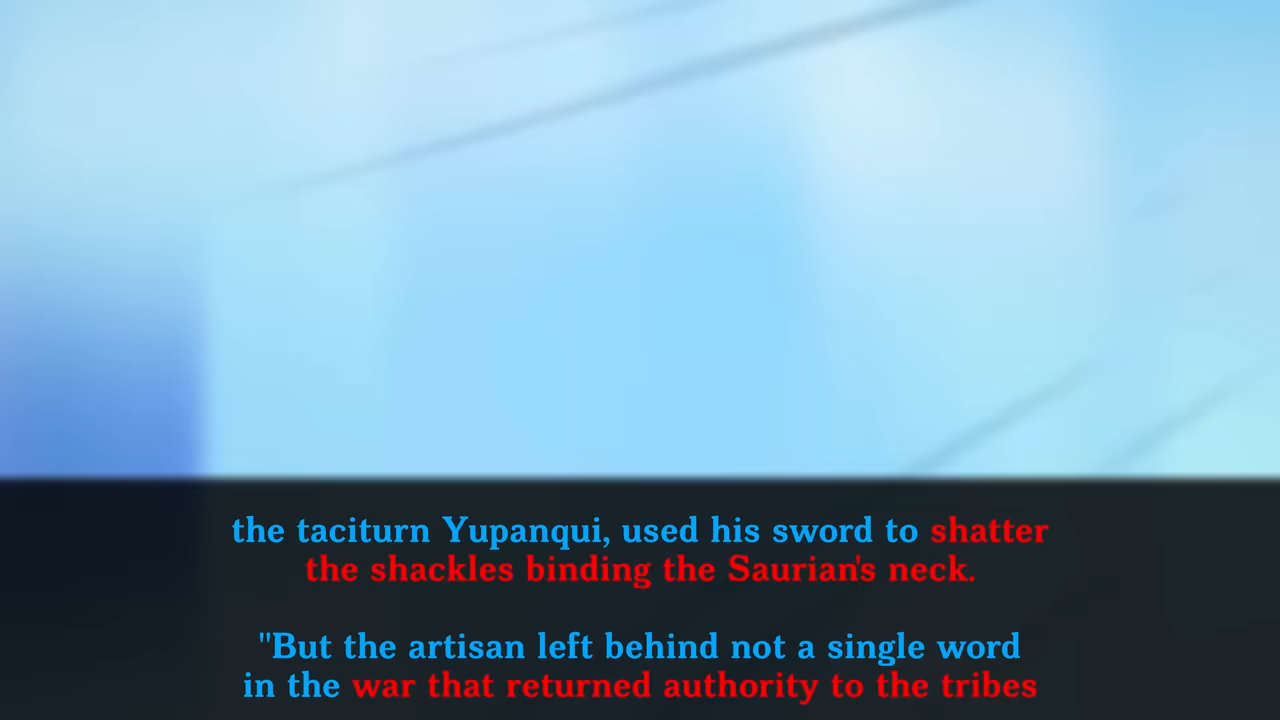 the taciturn Yupanqui, used his sword to shatter
the shackles binding the Saurian's neck.
"But the artisan left behind not a single word
in the war that returned authority to the tribes